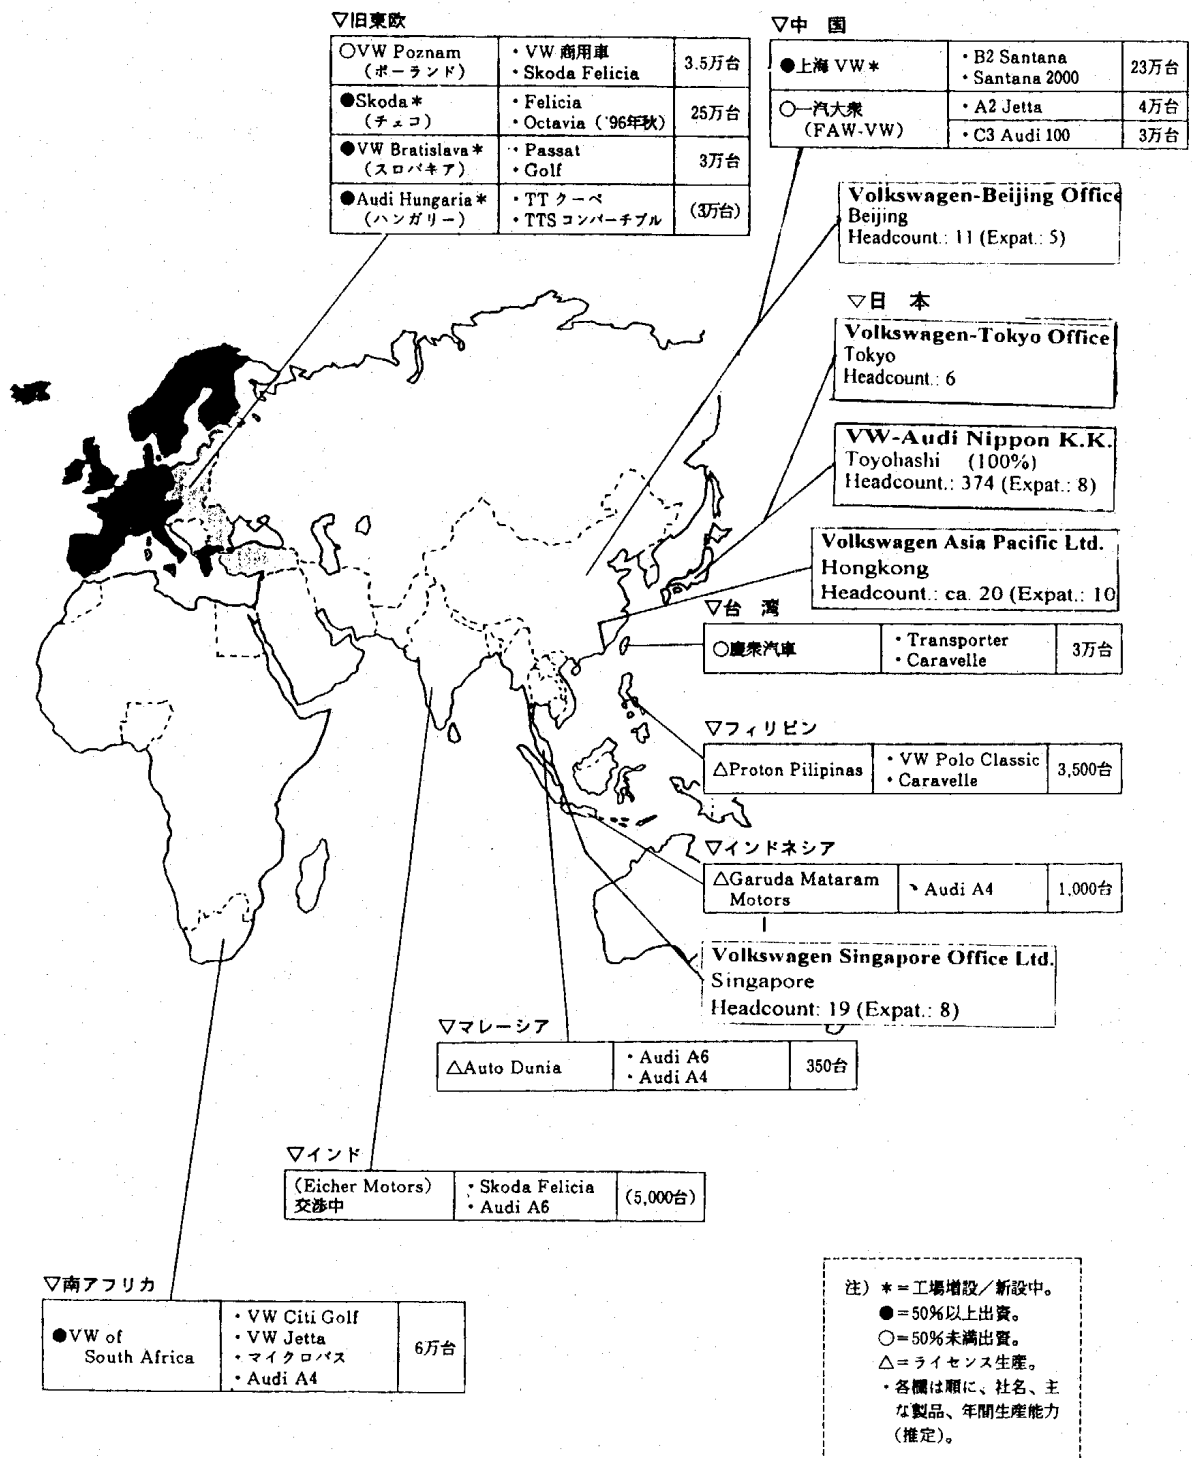 ▽旧東欧
○VW Poznam
(ポーランド)
・VW 商用車
・Skoda Felicia
3.5万台
●Skoda*
(チェコ)
・Felicia
・Octavia ('96年秋)
25万台
●VW Bratislava*
(スロバキア)
・Passat
・Golf
3万台
●Audi Hungaria*
(ハンガリー)
・TT クーペ
・TTS コンバーチブル
(3万台)
▽中 国
●上海 VW*
・B2 Santana
・Santana 2000
23万台
○一汽大衆
(FAW-VW)
・A2 Jetta
4万台
・C3 Audi 100
3万台
Volkswagen-Beijing Office
Beijing
Headcount.: 11 (Expat.: 5)
▽日 本
Volkswagen-Tokyo Office
Tokyo
Headcount.: 6
VW-Audi Nippon K.K.
Toyohashi (100%)
Headcount.: 374 (Expat.: 8)
Volkswagen Asia Pacific Ltd.
Hongkong
Headcount.: ca. 20 (Expat.: 10
▽台 湾
○慶衆汽車
・Transporter
・Caravelle
3万台
▽フィリピン
△Proton Pilipinas
・VW Polo Classic
・Caravelle
3,500台
▽インドネシア
△Garuda Mataram
Motors
・Audi A4
1,000台
Volkswagen Singapore Office Ltd.
Singapore
Headcount: 19 (Expat.: 8)
▽マレーシア
△Auto Dunia
・Audi A6
・Audi A4
350台
▽インド
(Eicher Motors)
交渉中
・Skoda Felicia
・Audi A6
(5,000台)
▽南アフリカ
●VW of
South Africa
・VW Citi Golf
・VW Jetta
・マイクロバス
・Audi A4
6万台
注) *=工場増設/新設中。
●=50%以上出資。
○=50%未満出資。
△=ライセンス生産。
・各欄は順に、社名、主
な製品、年間生産能力
(推定)。